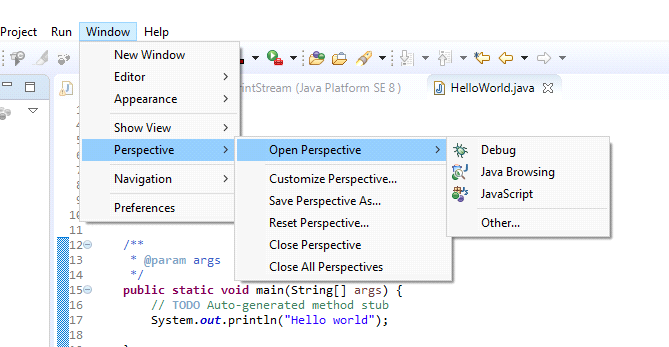 Project Run Window Help
New Window
Editor
Appearance
Show View
Perspective
Navigation
Preferences
Open Perspective
Customize Perspective...
Save Perspective As...
Reset Perspective...
Close Perspective
Close All Perspectives
Debug
Java Browsing
JavaScript
Other...
intStream (Java Platform SE 8 ) HelloWorld.java
12 /**
13 * @param args
14 */
15 public static void main(String[] args) {
16 // TODO Auto-generated method stub
17 System.out.println("Hello world");
18